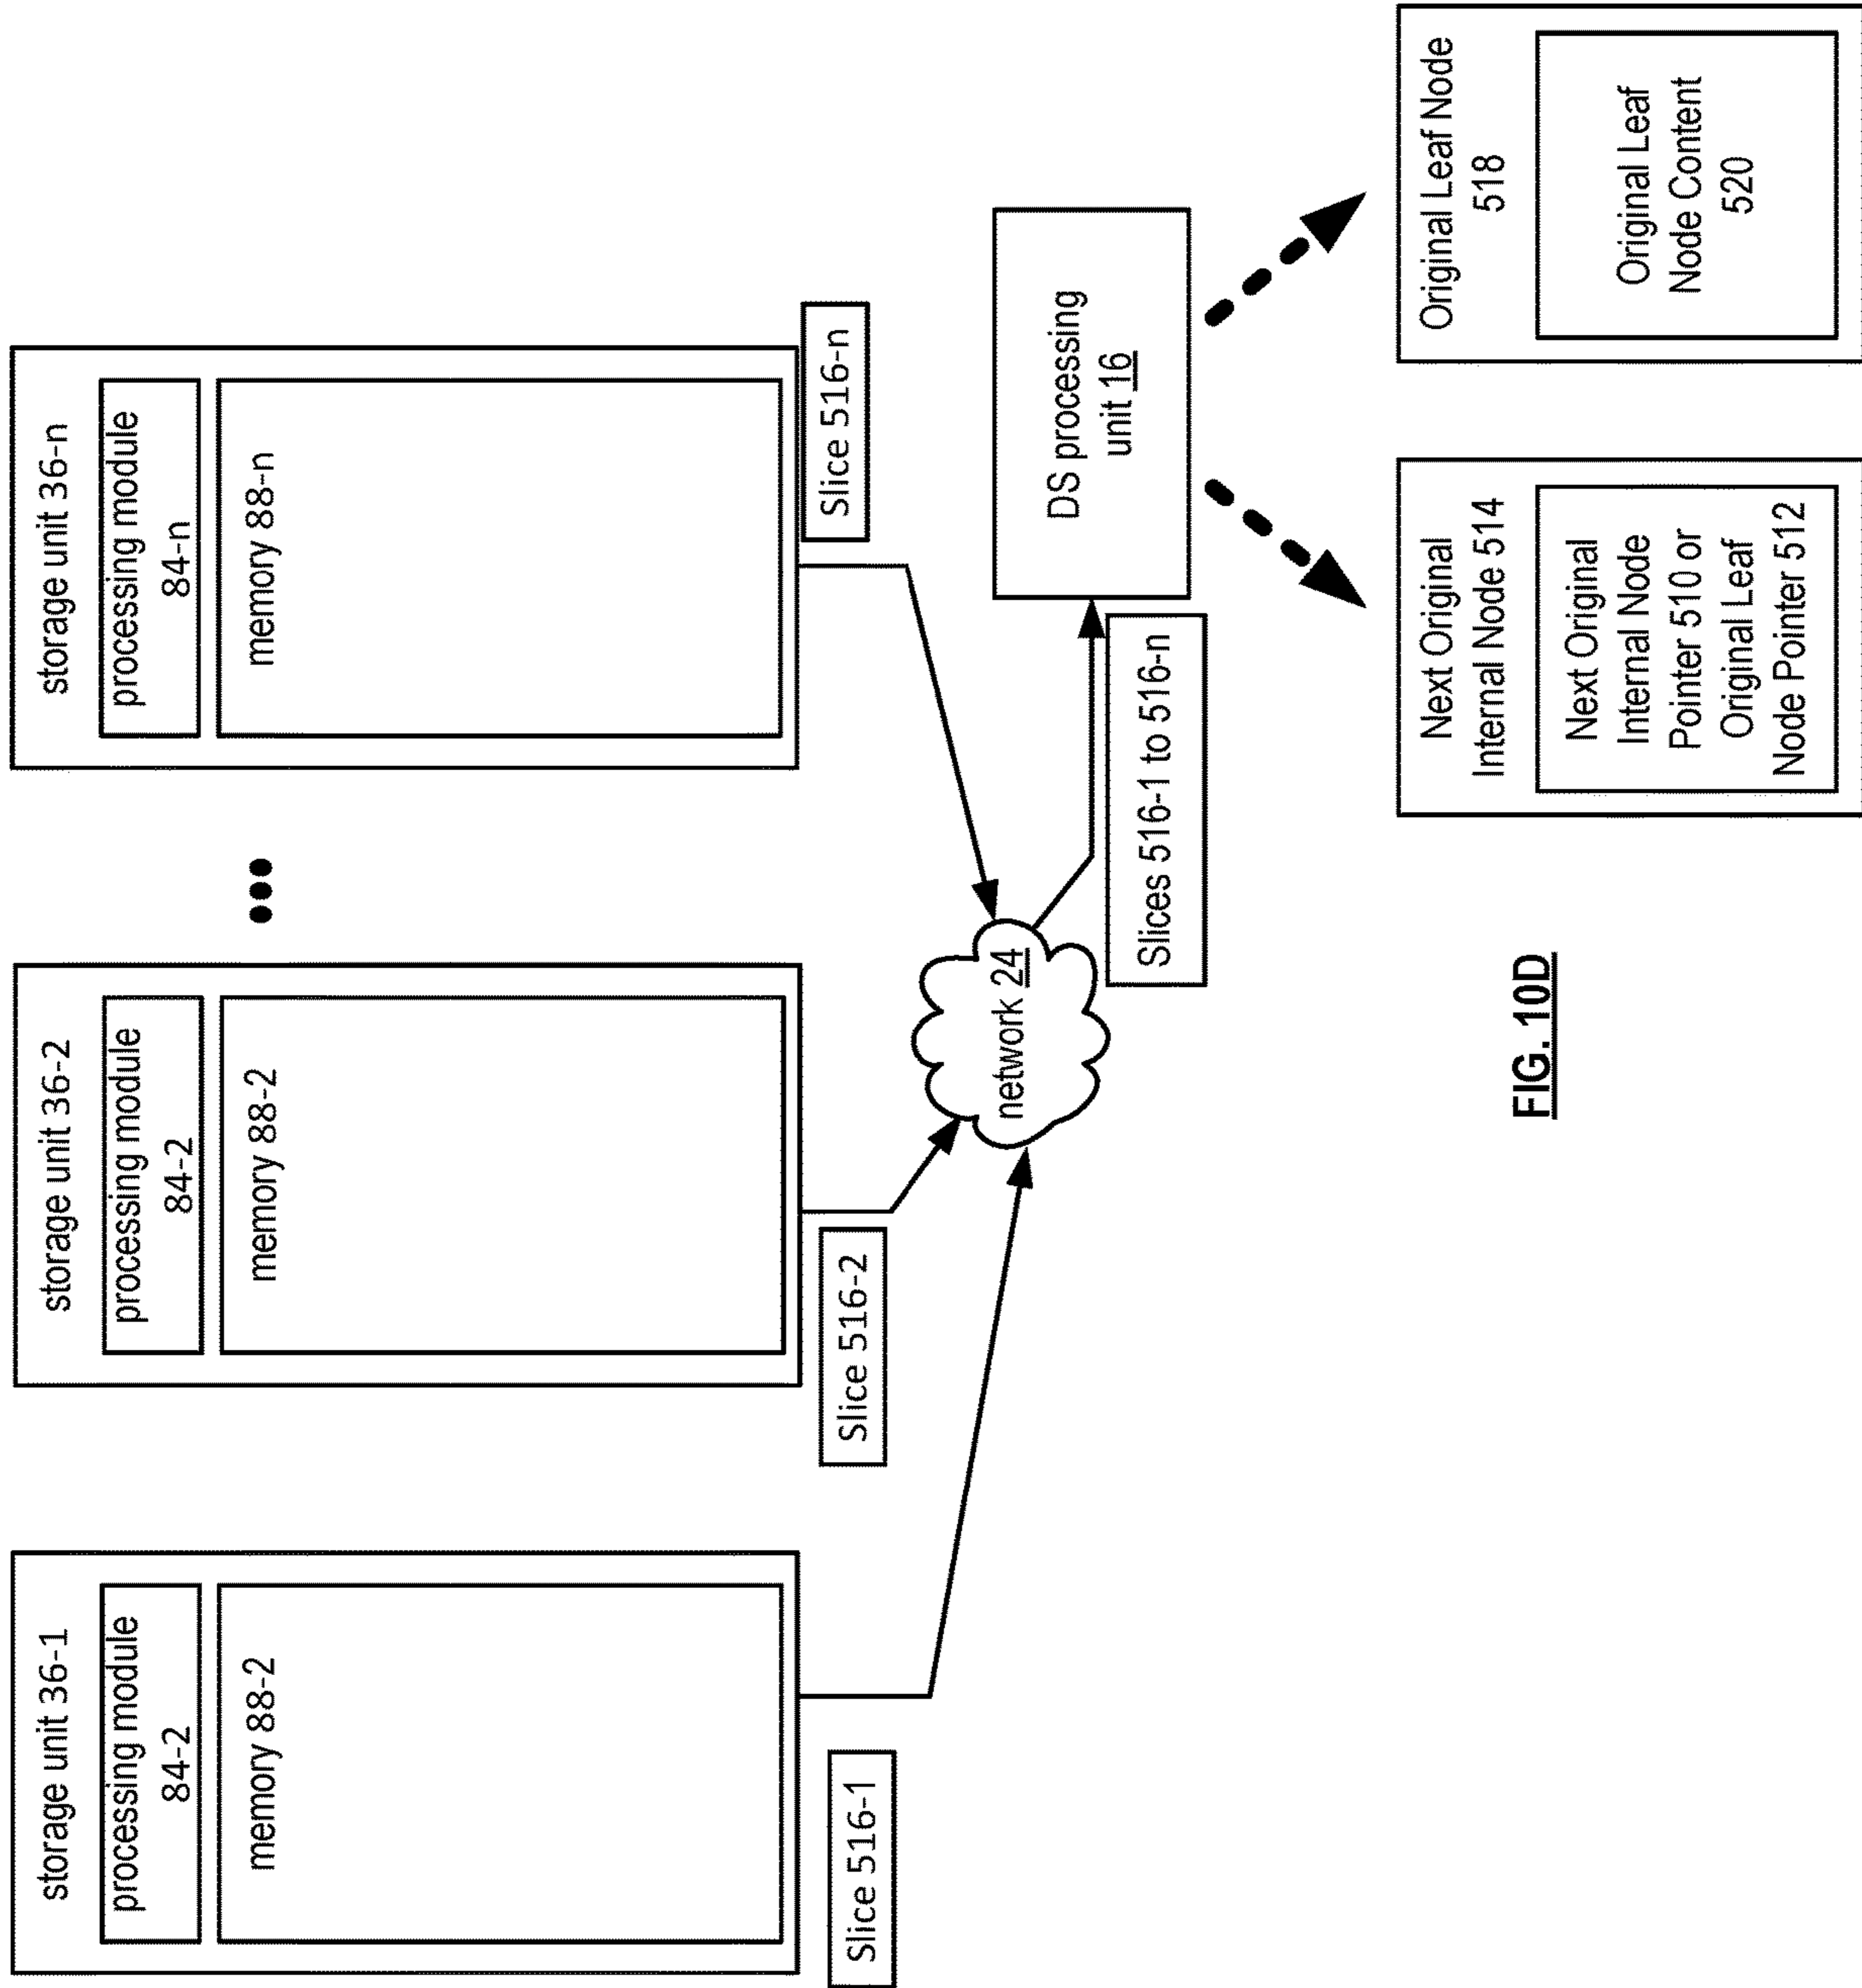 storage unit 36-1
processing module
84-2
memory 88-2
storage unit 36-2
processing module
84-2
memory 88-2
storage unit 36-n
processing module
84-n
memory 88-n
Slice 516-1
Slice 516-2
Slice 516-n
network 24
Slices 516-1 to 516-n
DS processing
unit 16
Next Original
Internal Node 514
Next Original
Internal Node
Pointer 510 or
Original Leaf
Node Pointer 512
Original Leaf Node
518
Original Leaf
Node Content
520
FIG. 10D